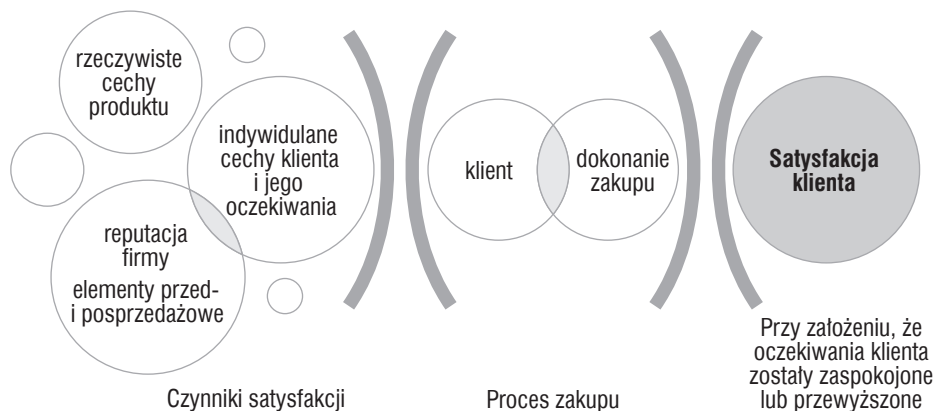 rzeczywiste
cechy
produktu
indywidulane
cechy klienta
i jego
oczekiwania
reputacja
firmy
elementy przed-
i posprzedażowe
Czynniki satysfakcji
klient
dokonanie
zakupu
Proces zakupu
Satysfakcja
klienta
Przy założeniu, że
oczekiwania klienta
zostały zaspokojone
lub przewyższone